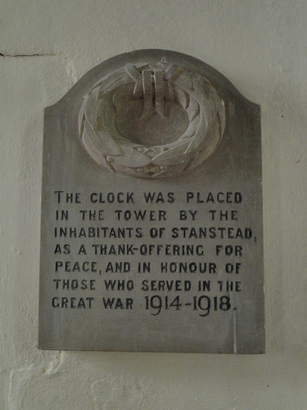 THE CLOCK WAS PLACED
IN THE TOWER BY THE
INHABITANTS OF STANSTEAD,
AS A THANK-OFFERING FOR
PEACE, AND IN HONOUR OF
THOSE WHO SERVED IN THE
GREAT WAR 1914-1918.